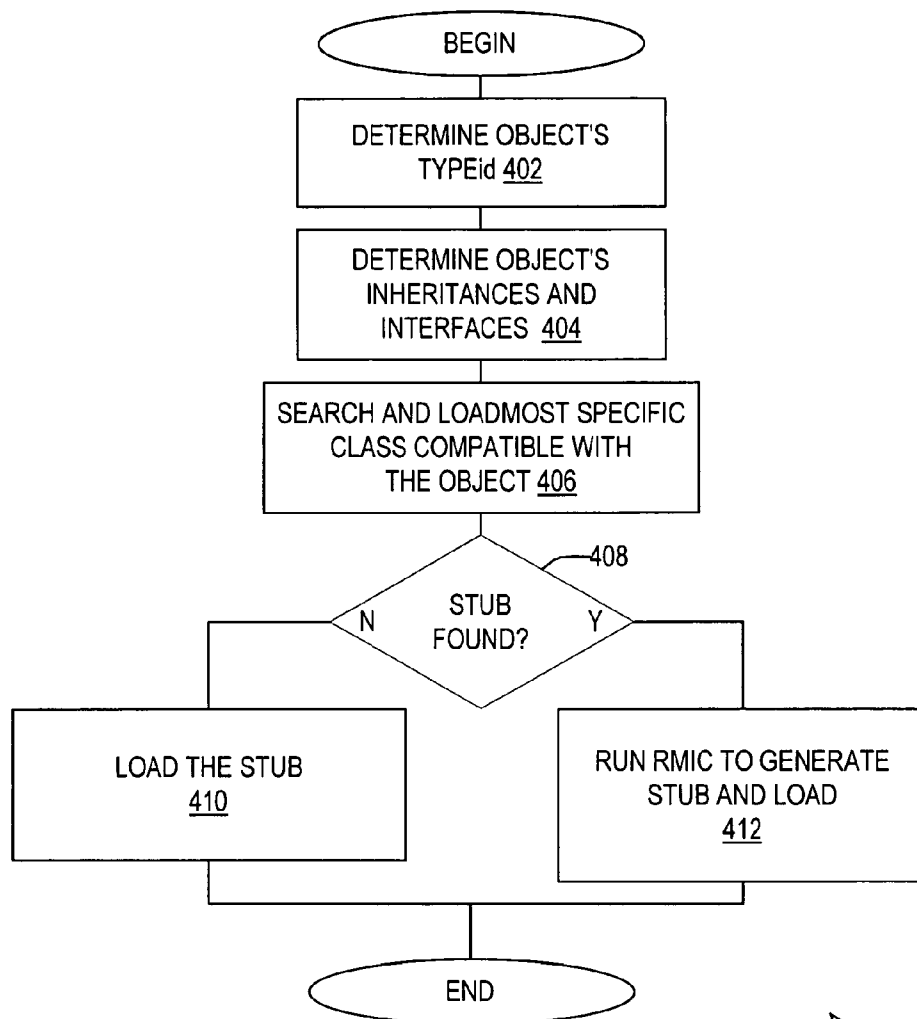 BEGIN
DETERMINE OBJECT'S
TYPEid 402
DETERMINE OBJECT'S
INHERITANCES AND
INTERFACES 404
SEARCH AND LOADMOST SPECIFIC
CLASS COMPATIBLE WITH
THE OBJECT 406
408
N
STUB
FOUND?
Y
LOAD THE STUB
410
RUN RMIC TO GENERATE
STUB AND LOAD
412
END